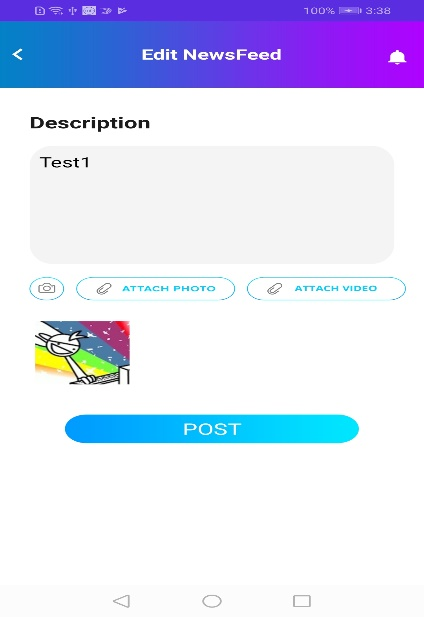 100% 3:38
Edit NewsFeed
Description
Test1
ATTACH PHOTO ATTACH VIDEO
POST